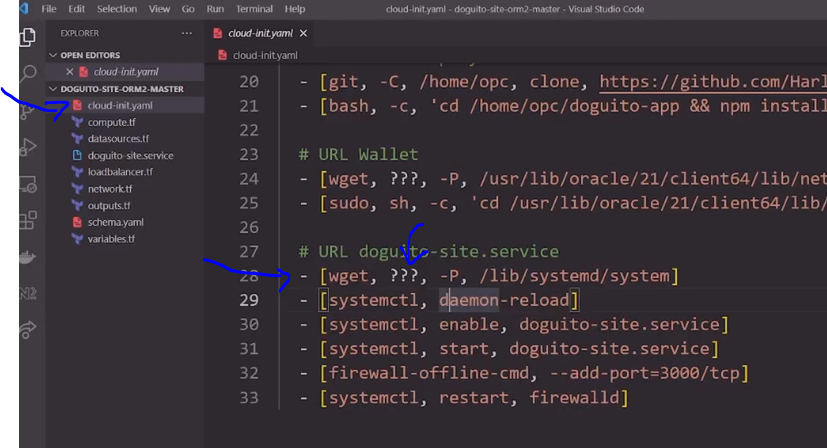 File Edit Selection View Go Run Terminal Help cloud-init.yaml - doguito-site-orm2-master - Visual Studio Code
EXPLORER ...
OPEN EDITORS
cloud-init.yaml
DOGUITO-SITE-ORM2-MASTER
cloud-init.yaml
compute.tf
datasources.tf
doguito-site.service
loadbalancer.tf
network.tf
outputs.tf
schema.yaml
variables.tf
cloud-init.yaml
cloud-init.yaml
20 - [git, -C, /home/opc, clone, https://github.com/Harl
21 - [bash, -c, 'cd /home/opc/doguito-app && npm install
22
23 # URL Wallet
24 - [wget, ???, -P, /usr/lib/oracle/21/client64/lib/net
25 - [sudo, sh, -c, 'cd /usr/lib/oracle/21/client64/lib/
26
27 # URL doguito-site.service
28 - [wget, ???, -P, /lib/systemd/system]
29 - [systemctl, daemon-reload]
30 - [systemctl, enable, doguito-site.service]
31 - [systemctl, start, doguito-site.service]
32 - [firewall-offline-cmd, --add-port=3000/tcp]
33 - [systemctl, restart, firewalld]